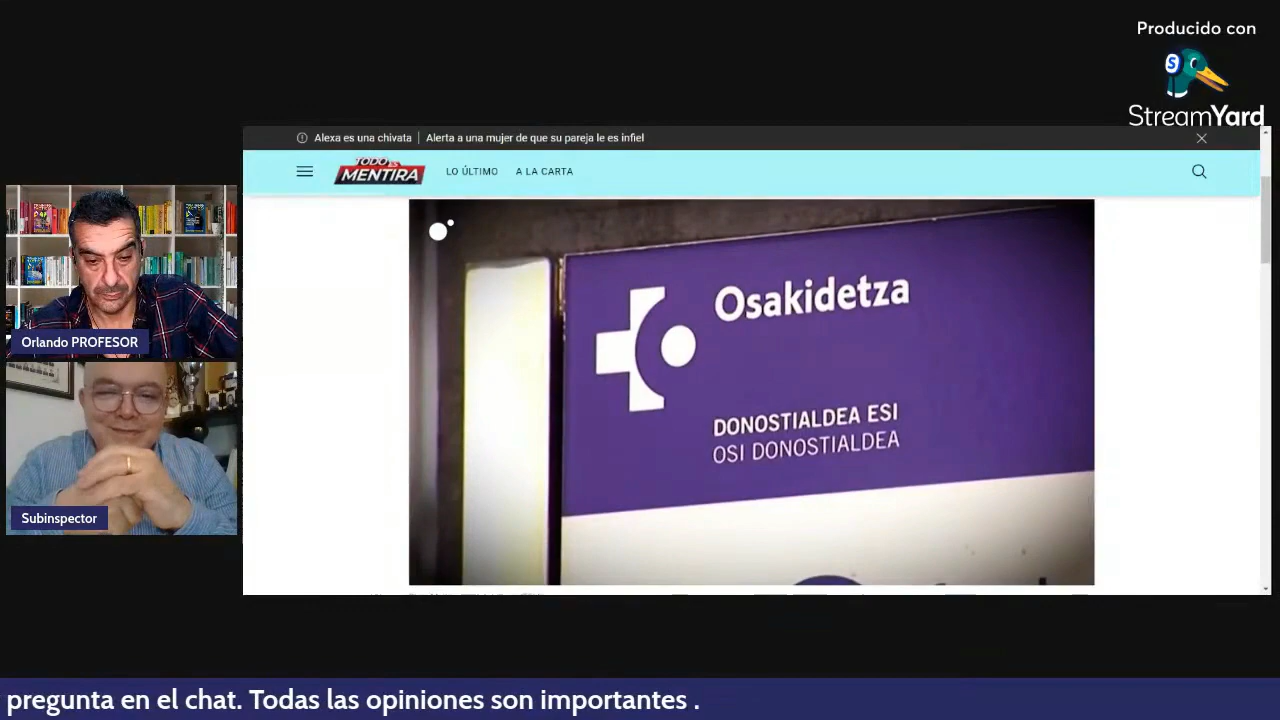 Producido con
StreamYard
Alexa es una chivata | Alerta a una mujer de que su pareja le es infiel
TODO ES MENTIRA
LO ÚLTIMO
A LA CARTA
Osakidetza
DONOSTIALDEA ESI
OSI DONOSTIALDEA
Orlando PROFESOR
Subinspector
pregunta en el chat. Todas las opiniones son importantes .